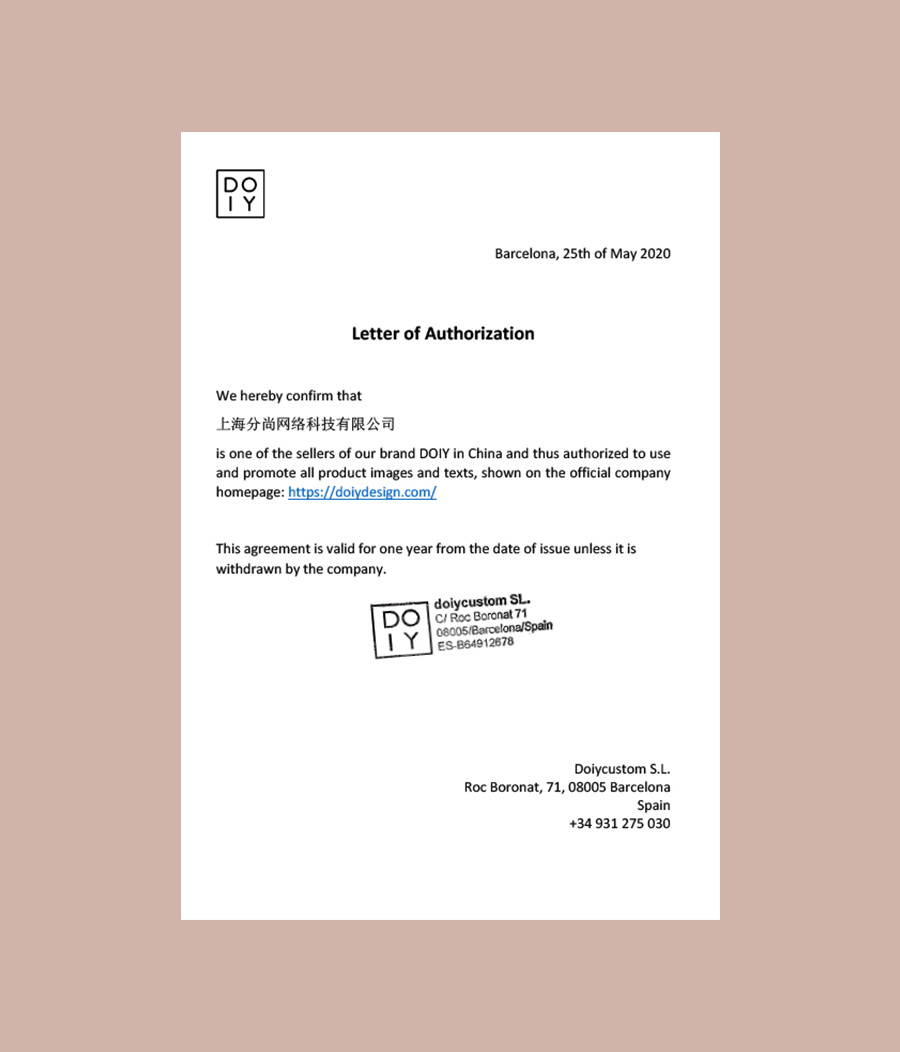 DO
IY
Barcelona, 25th of May 2020
Letter of Authorization
We hereby confirm that
上海分尚网络科技有限公司
is one of the sellers of our brand DOIY in China and thus authorized to use
and promote all product images and texts, shown on the official company
homepage: https://doiydesign.com/
This agreement is valid for one year from the date of issue unless it is
withdrawn by the company.
DO
IY
doiycustom SL.
C/ Roc Boronat 71
08005/Barcelona/Spain
ES-B64912678
Doiycustom S.L.
Roc Boronat, 71, 08005 Barcelona
Spain
+34 931 275 030